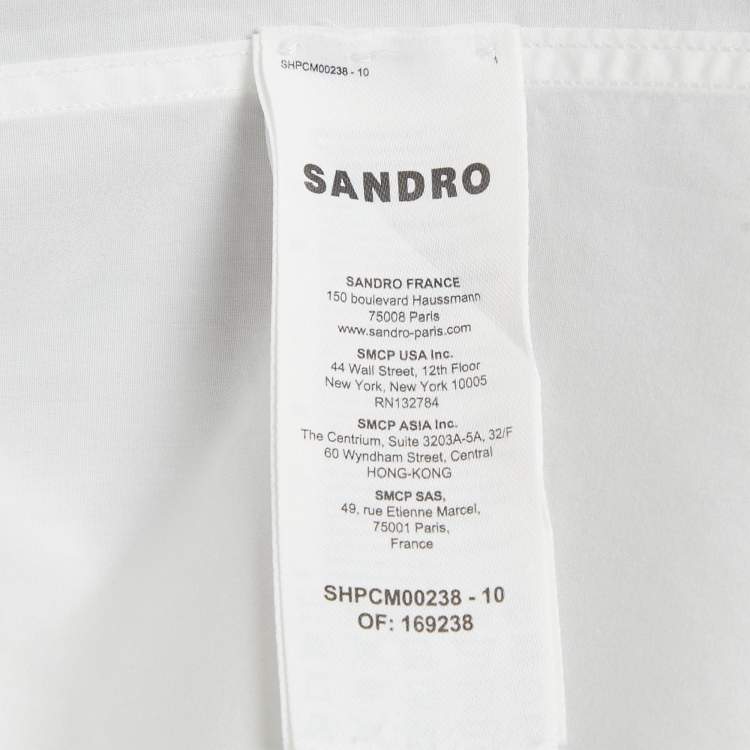 SHPCM00238 - 10
1
SANDRO
SANDRO FRANCE
150 boulevard Haussmann
75008 Paris
www.sandro-paris.com
SMCP USA Inc.
44 Wall Street, 12th Floor
New York, New York 10005
RN132784
SMCP ASIA Inc.
The Centrium, Suite 3203A-5A, 32/F
60 Wyndham Street, Central
HONG-KONG
SMCP SAS,
49, rue Etienne Marcel,
75001 Paris,
France
SHPCM00238 - 10
OF: 169238